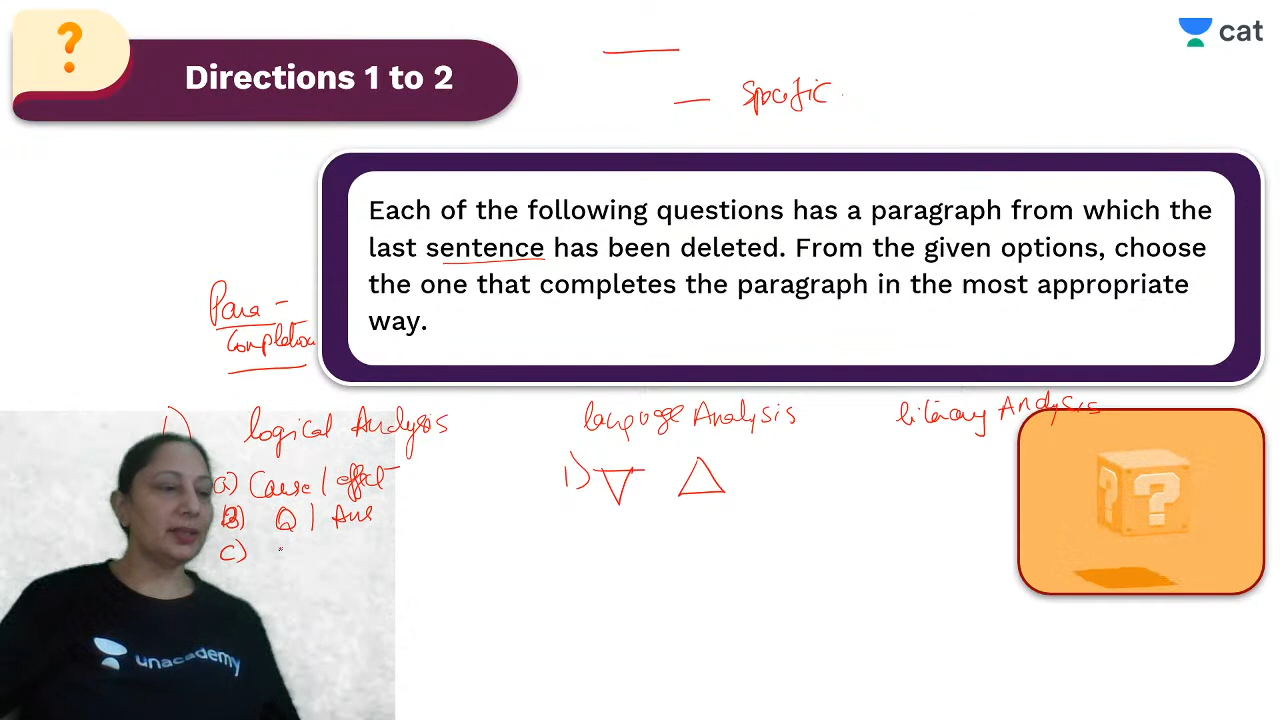 ?
Directions 1 to 2
cat
— Specific
Each of the following questions has a paragraph from which the
last sentence has been deleted. From the given options, choose
the one that completes the paragraph in the most appropriate
way.
Para -
Completion
1) logical Analysis
language Analysis
literary Analysis
a) Cause / effect
B) Q / Ans
c)
1)
?
?
unacademy